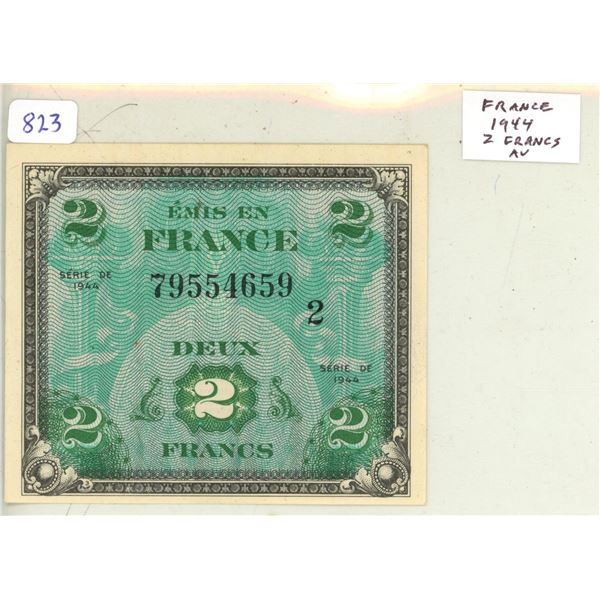 823
FRANCE
1944
2 FRANCS
AU
2 2
ÉMIS EN
FRANCE
SÉRIE DE
1944
79554659
2
DEUX
SÉRIE DE
1944
2 2 2
FRANCS